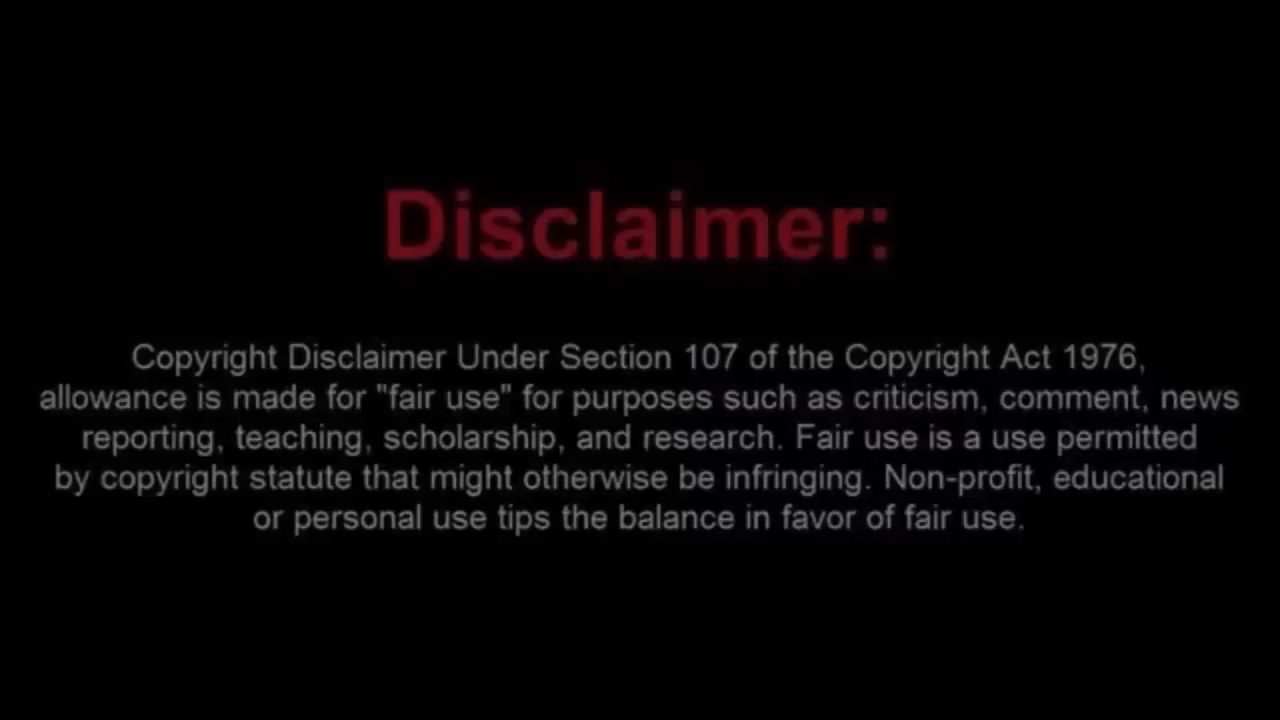 Disclaimer:
Copyright Disclaimer Under Section 107 of the Copyright Act 1976,
allowance is made for "fair use" for purposes such as criticism, comment, news
reporting, teaching, scholarship, and research. Fair use is a use permitted
by copyright statute that might otherwise be infringing. Non-profit, educational
or personal use tips the balance in favor of fair use.